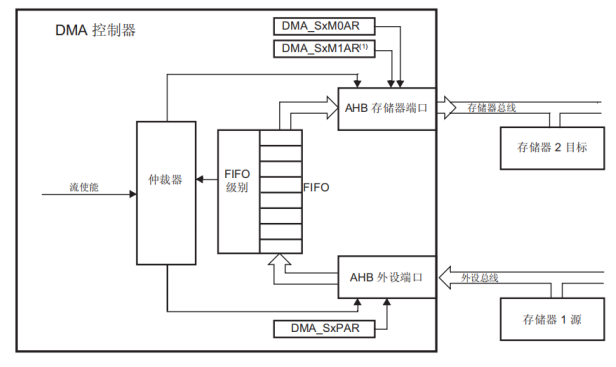 DMA 控制器
DMA_SxM0AR
DMA_SxM1AR(1)
AHB 存储器端口
存储器总线
存储器 2 目标
仲裁器
FIFO
级别
FIFO
流使能
AHB 外设端口
外设总线
DMA_SxPAR
存储器 1 源